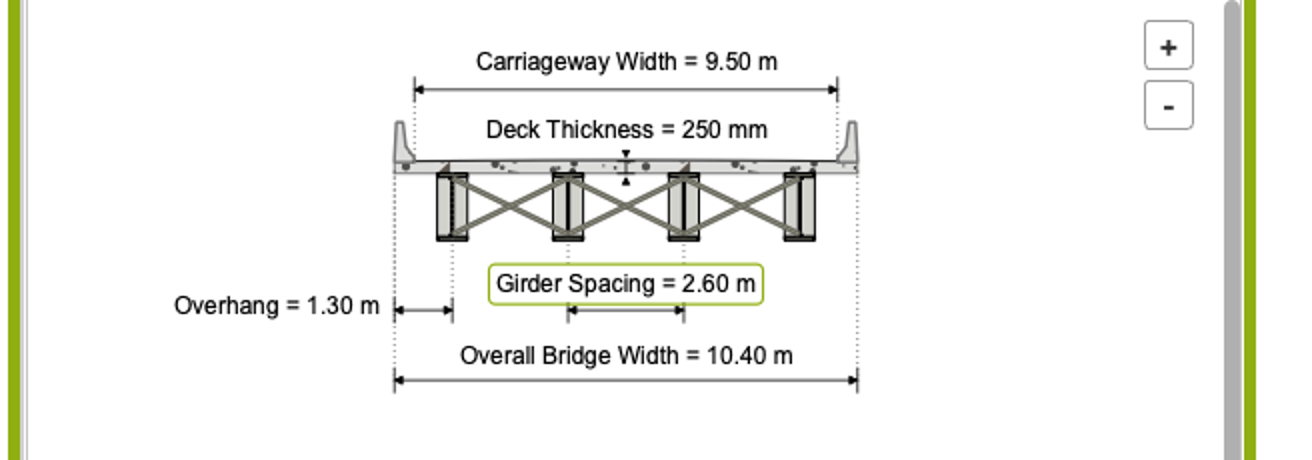 Carriageway Width = 9.50 m
+
Deck Thickness = 250 mm
-
Girder Spacing = 2.60 m
Overhang = 1.30 m
Overall Bridge Width = 10.40 m